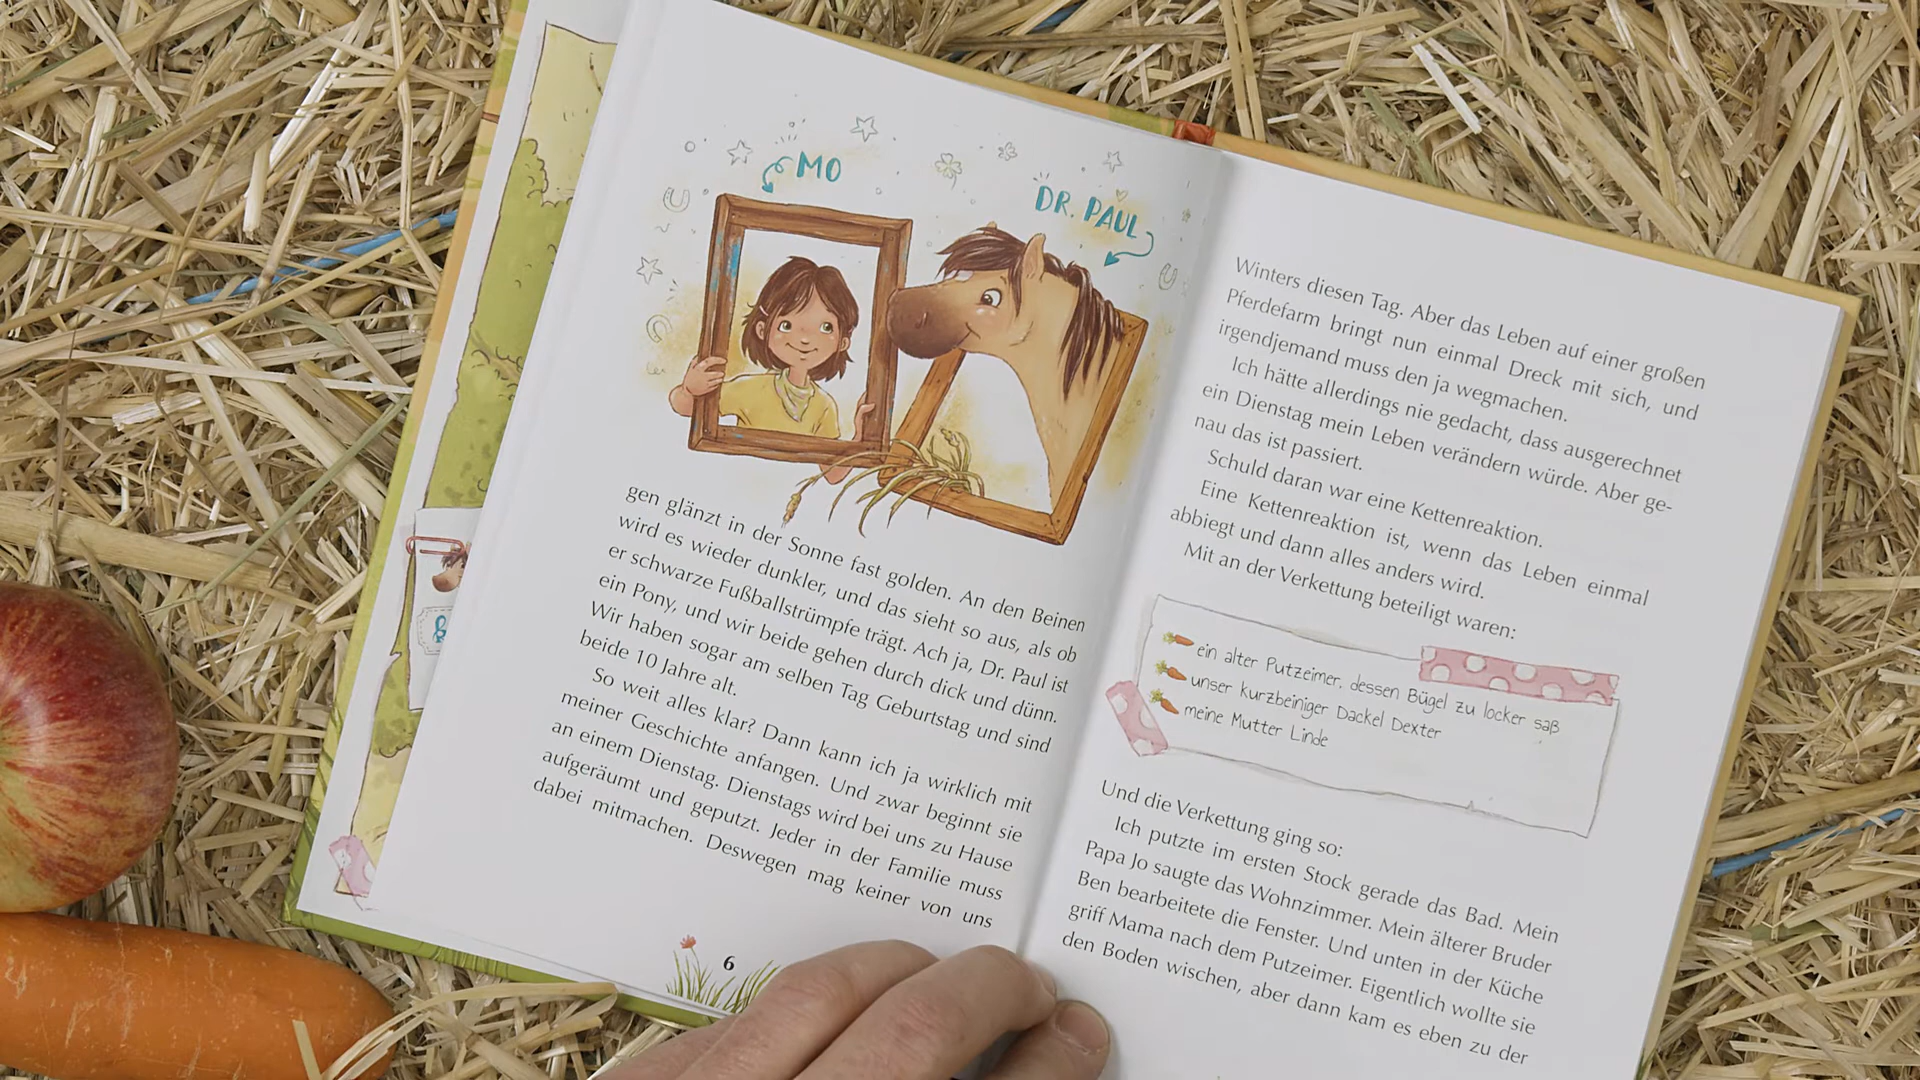 MO
DR. PAUL
gen glänzt in der Sonne fast golden. An den Beinen
wird es wieder dunkler, und das sieht so aus, als ob
er schwarze Fußballstrümpfe trägt. Ach ja, Dr. Paul ist
ein Pony, und wir beide gehen durch dick und dünn.
Wir haben sogar am selben Tag Geburtstag und sind
beide 10 Jahre alt.
So weit alles klar? Dann kann ich ja wirklich mit
meiner Geschichte anfangen. Und zwar beginnt sie
an einem Dienstag. Dienstags wird bei uns zu Hause
aufgeräumt und geputzt. Jeder in der Familie muss
dabei mitmachen. Deswegen mag keiner von uns
6
Winters diesen Tag. Aber das Leben auf einer großen
Pferdefarm bringt nun einmal Dreck mit sich, und
irgendjemand muss den ja wegmachen.
Ich hätte allerdings nie gedacht, dass ausgerechnet
ein Dienstag mein Leben verändern würde. Aber ge-
nau das ist passiert.
Schuld daran war eine Kettenreaktion.
Eine Kettenreaktion ist, wenn das Leben einmal
abbiegt und dann alles anders wird.
Mit an der Verkettung beteiligt waren:
ein alter Putzeimer, dessen Bügel zu locker saß
unser kurzbeiniger Dackel Dexter
meine Mutter Linde
Und die Verkettung ging so:
Ich putzte im ersten Stock gerade das Bad. Mein
Papa Jo saugte das Wohnzimmer. Mein älterer Bruder
Ben bearbeitete die Fenster. Und unten in der Küche
griff Mama nach dem Putzeimer. Eigentlich wollte sie
den Boden wischen, aber dann kam es eben zu der